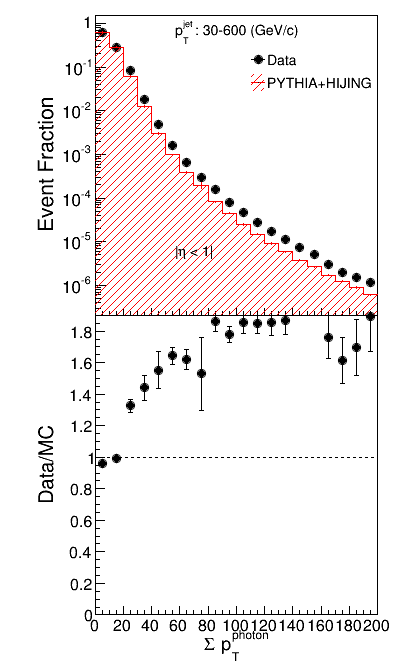 p_T^jet : 30-600 (GeV/c)
Data
PYTHIA+HIJING
Event Fraction
1
10^-1
10^-2
10^-3
10^-4
10^-5
10^-6
|η < 1|
Data/MC
1.8
1.6
1.4
1.2
1
0.8
0.6
0.4
0.2
0
0 20 40 60 80 100 120 140 160 180 200
Σ p_T^photon